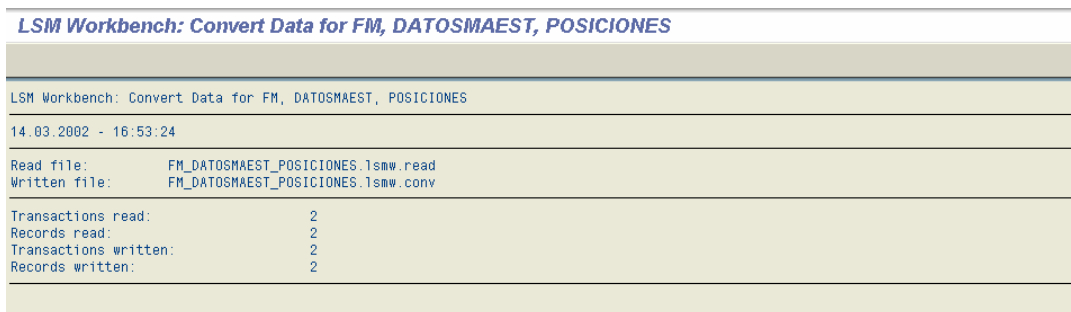 LSM Workbench: Convert Data for FM, DATOSMAEST, POSICIONES
LSM Workbench: Convert Data for FM, DATOSMAEST, POSICIONES
14.03.2002 - 16:53:24
Read file: FM_DATOSMAEST_POSICIONES.lsmw.read
Written file: FM_DATOSMAEST_POSICIONES.lsmw.conv
Transactions read: 2
Records read: 2
Transactions written: 2
Records written: 2